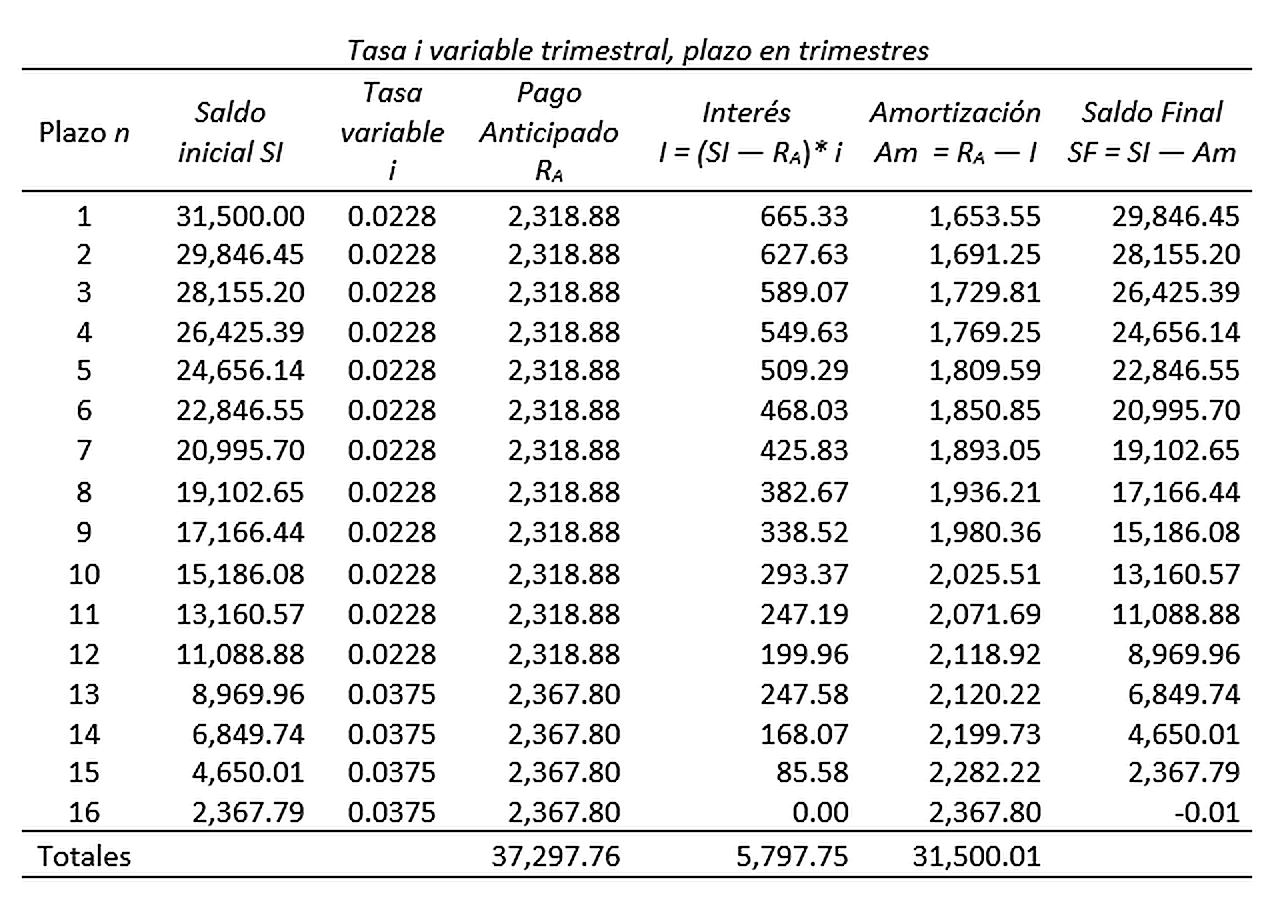 Tasa i variable trimestral, plazo en trimestres
Plazo n Saldo inicial SI Tasa variable i Pago Anticipado RA Interés I = (SI — RA)* i Amortización Am = RA — I Saldo Final SF = SI — Am
1 31,500.00 0.0228 2,318.88 665.33 1,653.55 29,846.45
2 29,846.45 0.0228 2,318.88 627.63 1,691.25 28,155.20
3 28,155.20 0.0228 2,318.88 589.07 1,729.81 26,425.39
4 26,425.39 0.0228 2,318.88 549.63 1,769.25 24,656.14
5 24,656.14 0.0228 2,318.88 509.29 1,809.59 22,846.55
6 22,846.55 0.0228 2,318.88 468.03 1,850.85 20,995.70
7 20,995.70 0.0228 2,318.88 425.83 1,893.05 19,102.65
8 19,102.65 0.0228 2,318.88 382.67 1,936.21 17,166.44
9 17,166.44 0.0228 2,318.88 338.52 1,980.36 15,186.08
10 15,186.08 0.0228 2,318.88 293.37 2,025.51 13,160.57
11 13,160.57 0.0228 2,318.88 247.19 2,071.69 11,088.88
12 11,088.88 0.0228 2,318.88 199.96 2,118.92 8,969.96
13 8,969.96 0.0375 2,367.80 247.58 2,120.22 6,849.74
14 6,849.74 0.0375 2,367.80 168.07 2,199.73 4,650.01
15 4,650.01 0.0375 2,367.80 85.58 2,282.22 2,367.79
16 2,367.79 0.0375 2,367.80 0.00 2,367.80 -0.01
Totales 37,297.76 5,797.75 31,500.01